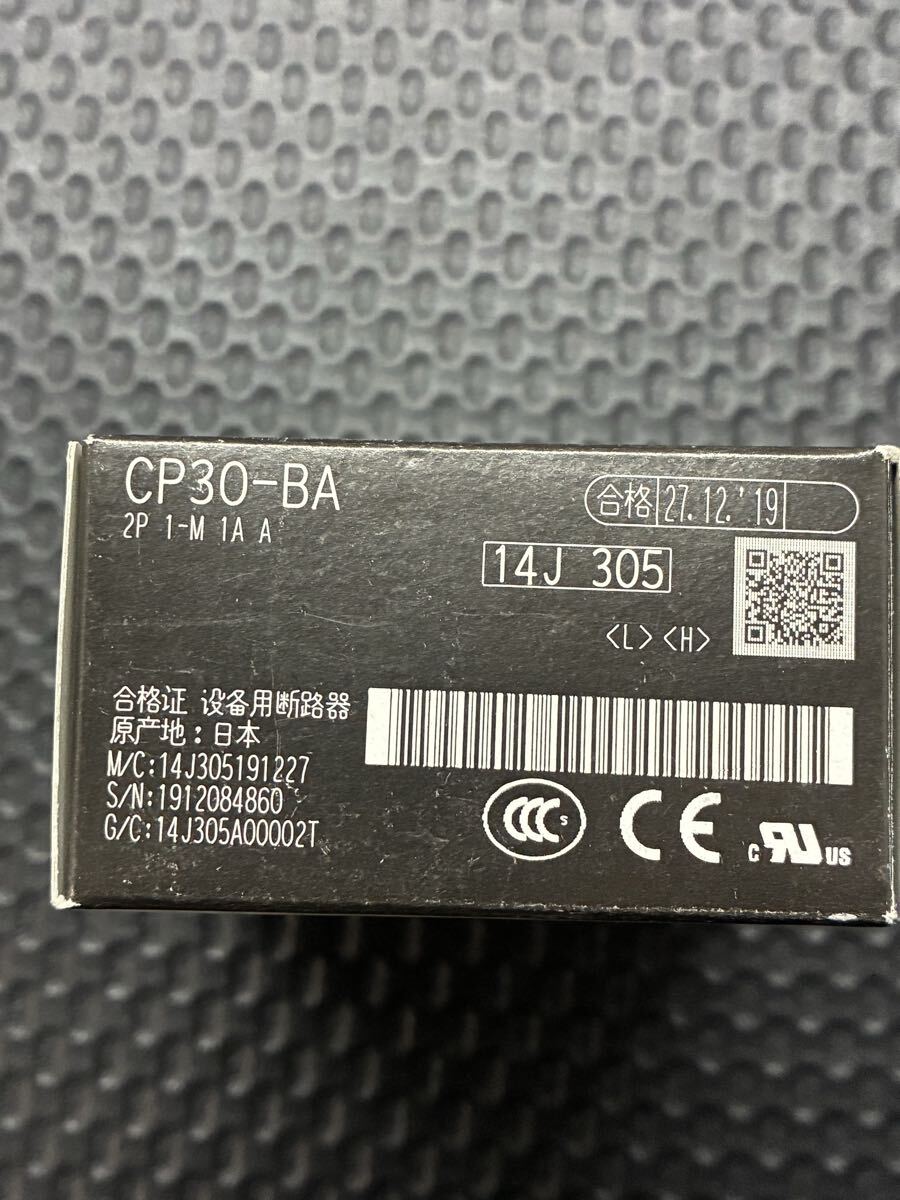 CP30-BA
2P 1-M 1A A
合格 27.12.'19
14J 305
<L> <H>
合格证 设备用断路器
原产地:日本
M/C:14J305191227
S/N:1912084860
G/C:14J305A00002T
CCC S
CE
c RU US